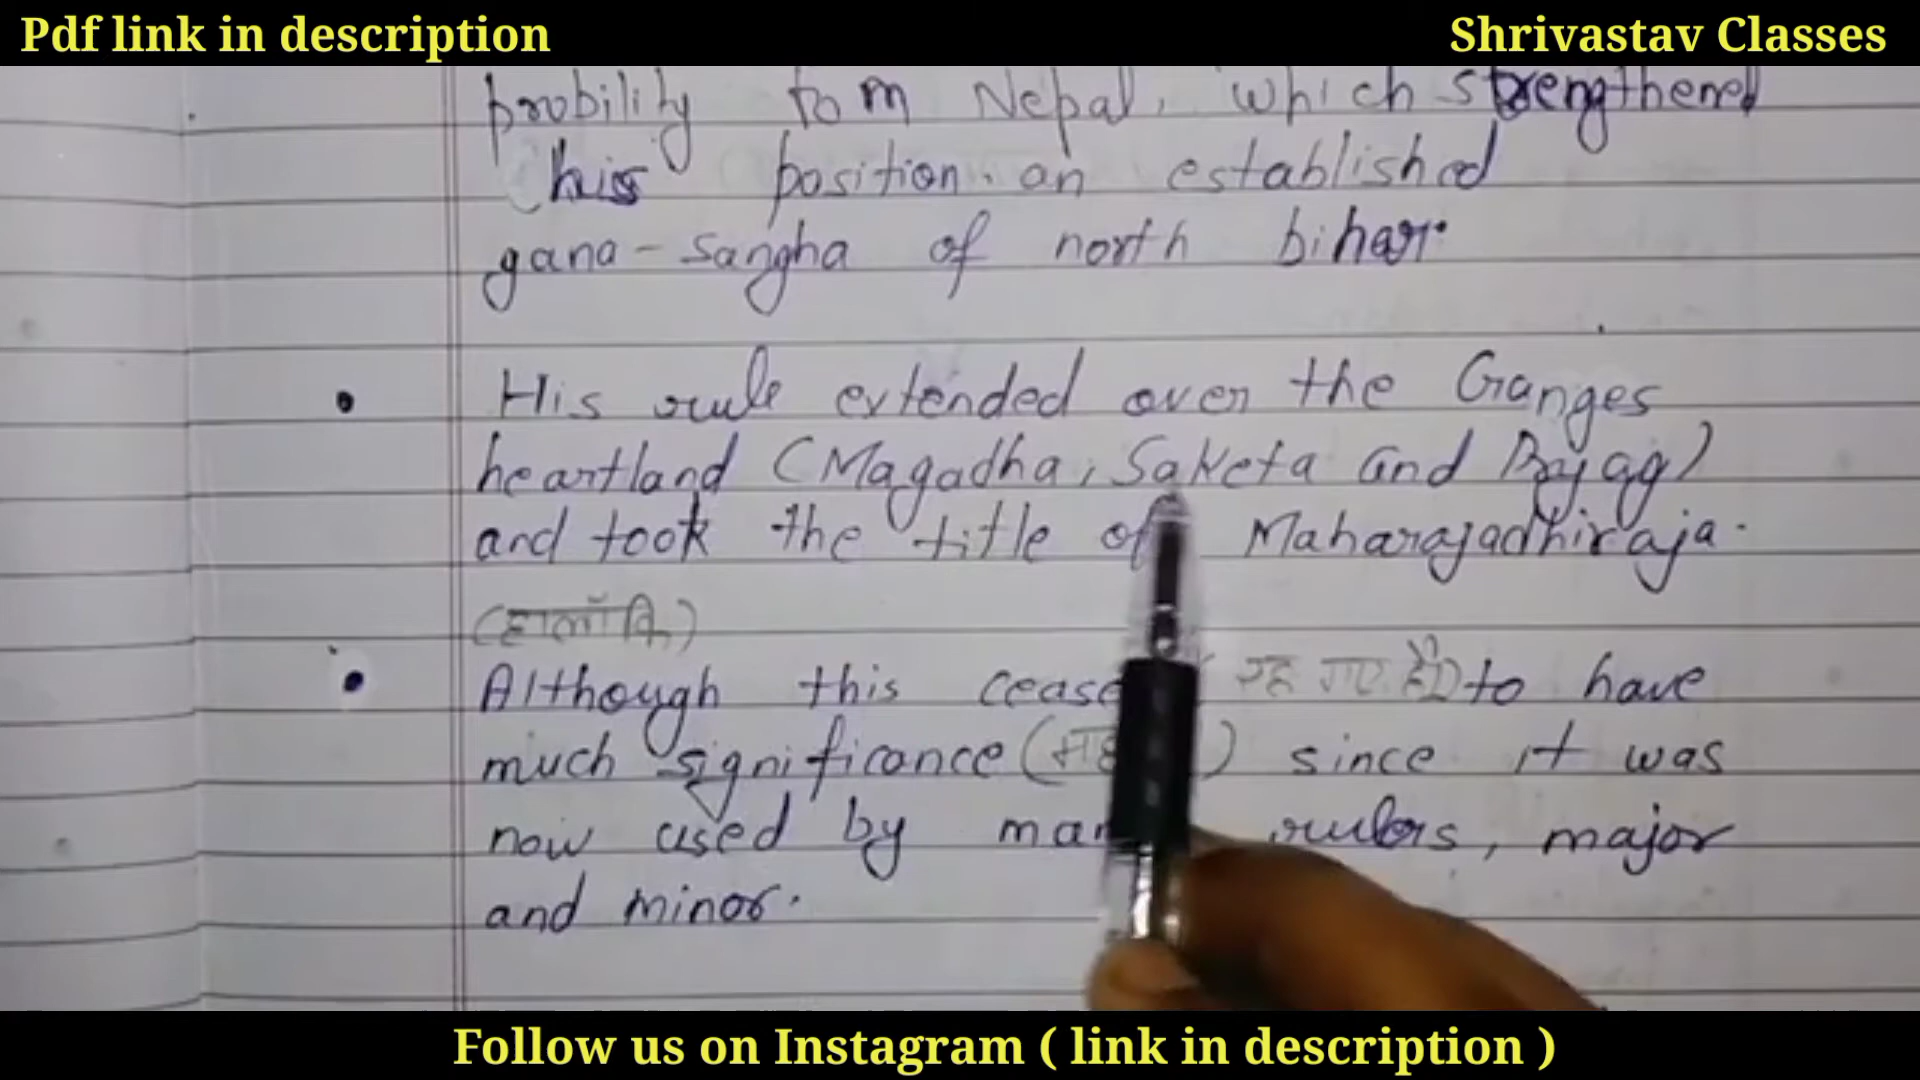 Pdf link in description
Shrivastav Classes
probility Nepal, which strengthened
his position. an established
gana-sangha of north bihar.
His rule extended over the Ganges
heartland (Magadha, Saketa and
and took the title of Maharajadhiraja.
(हालाँकि)
Although this cease रह गए हो) to have
much significance ( ) since it was
now used by rulers, major
and minor.
Follow us on Instagram ( link in description )